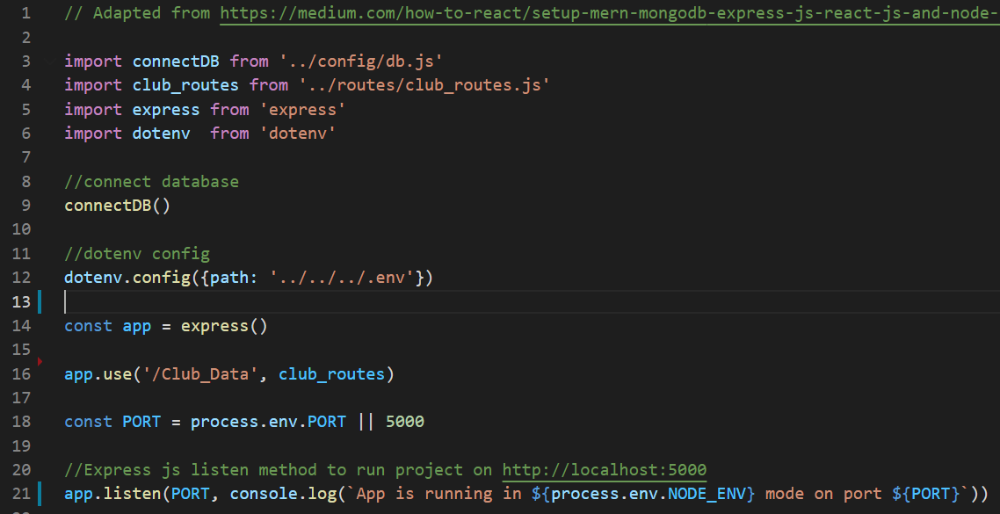 1 // Adapted from https://medium.com/how-to-react/setup-mern-mongodb-express-js-react-js-and-node-
2
3 import connectDB from '../config/db.js'
4 import club_routes from '../routes/club_routes.js'
5 import express from 'express'
6 import dotenv  from 'dotenv'
7
8 //connect database
9 connectDB()
10
11 //dotenv config
12 dotenv.config({path: '../../../.env'})
13
14 const app = express()
15
16 app.use('/Club_Data', club_routes)
17
18 const PORT = process.env.PORT || 5000
19
20 //Express js listen method to run project on http://localhost:5000
21 app.listen(PORT, console.log(`App is running in ${process.env.NODE_ENV} mode on port ${PORT}`))